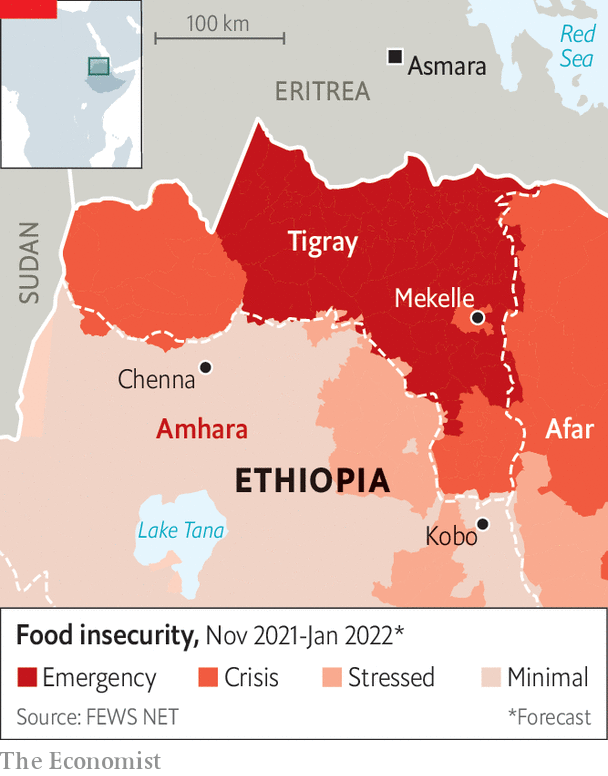 100 km
Red
Sea
Asmara
ERITREA
SUDAN
Tigray
Mekelle
Chenna
Amhara
Afar
ETHIOPIA
Lake Tana
Kobo
Food insecurity, Nov 2021-Jan 2022*
Emergency Crisis Stressed Minimal
Source: FEWS NET *Forecast
The Economist